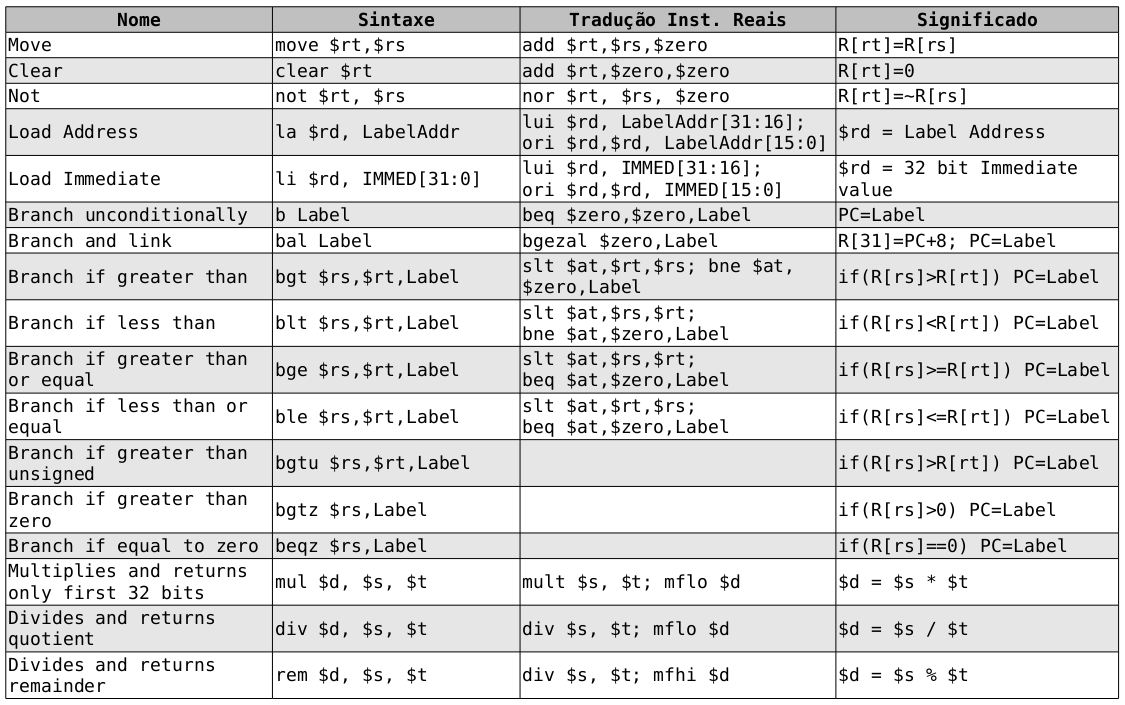 Nome Sintaxe Tradução Inst. Reais Significado
Move move $rt,$rs add $rt,$rs,$zero R[rt]=R[rs]
Clear clear $rt add $rt,$zero,$zero R[rt]=0
Not not $rt, $rs nor $rt, $rs, $zero R[rt]=~R[rs]
Load Address la $rd, LabelAddr lui $rd, LabelAddr[31:16];
ori $rd,$rd, LabelAddr[15:0] $rd = Label Address
Load Immediate li $rd, IMMED[31:0] lui $rd, IMMED[31:16];
ori $rd,$rd, IMMED[15:0] $rd = 32 bit Immediate
value
Branch unconditionally b Label beq $zero,$zero,Label PC=Label
Branch and link bal Label bgezal $zero,Label R[31]=PC+8; PC=Label
Branch if greater than bgt $rs,$rt,Label slt $at,$rt,$rs; bne $at,
$zero,Label if(R[rs]>R[rt]) PC=Label
Branch if less than blt $rs,$rt,Label slt $at,$rs,$rt;
bne $at,$zero,Label if(R[rs]<R[rt]) PC=Label
Branch if greater than
or equal bge $rs,$rt,Label slt $at,$rs,$rt;
beq $at,$zero,Label if(R[rs]>=R[rt]) PC=Label
Branch if less than or
equal ble $rs,$rt,Label slt $at,$rt,$rs;
beq $at,$zero,Label if(R[rs]<=R[rt]) PC=Label
Branch if greater than
unsigned bgtu $rs,$rt,Label if(R[rs]>R[rt]) PC=Label
Branch if greater than
zero bgtz $rs,Label if(R[rs]>0) PC=Label
Branch if equal to zero beqz $rs,Label if(R[rs]==0) PC=Label
Multiplies and returns
only first 32 bits mul $d, $s, $t mult $s, $t; mflo $d $d = $s * $t
Divides and returns
quotient div $d, $s, $t div $s, $t; mflo $d $d = $s / $t
Divides and returns
remainder rem $d, $s, $t div $s, $t; mfhi $d $d = $s % $t